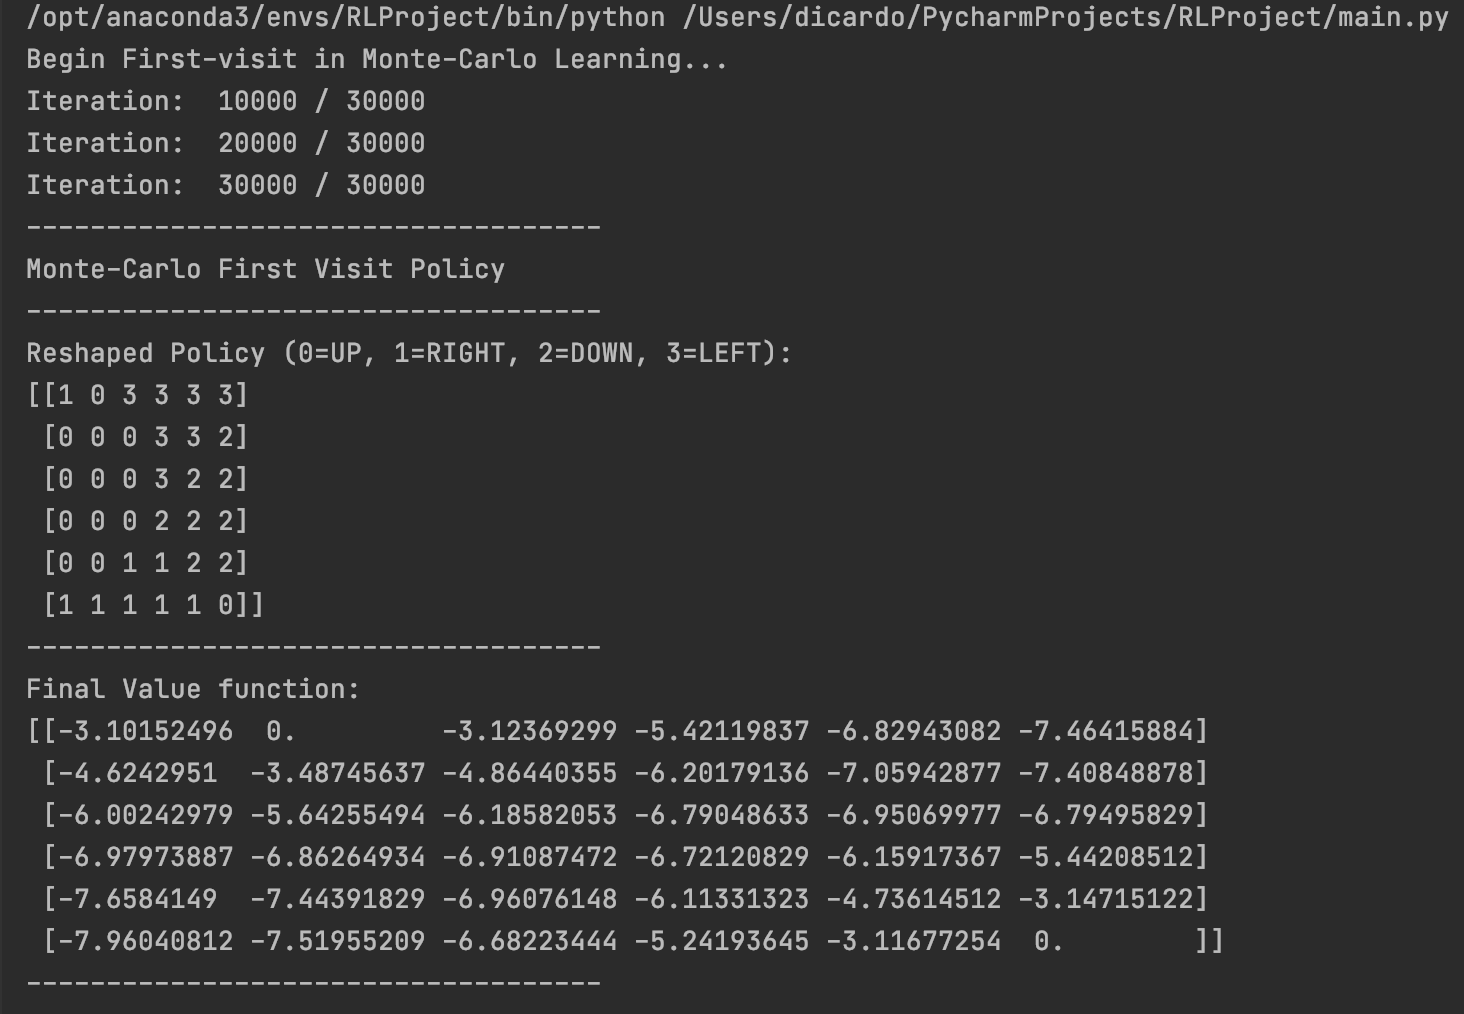 /opt/anaconda3/envs/RLProject/bin/python /Users/dicardo/PycharmProjects/RLProject/main.py
Begin First-visit in Monte-Carlo Learning...
Iteration:  10000 / 30000
Iteration:  20000 / 30000
Iteration:  30000 / 30000
------------------------------------
Monte-Carlo First Visit Policy
------------------------------------
Reshaped Policy (0=UP, 1=RIGHT, 2=DOWN, 3=LEFT):
[[1 0 3 3 3 3]
 [0 0 0 3 3 2]
 [0 0 0 3 2 2]
 [0 0 0 2 2 2]
 [0 0 1 1 2 2]
 [1 1 1 1 1 0]]
------------------------------------
Final Value function:
[[-3.10152496  0.         -3.12369299 -5.42119837 -6.82943082 -7.46415884]
 [-4.6242951  -3.48745637 -4.86440355 -6.20179136 -7.05942877 -7.40848878]
 [-6.00242979 -5.64255494 -6.18582053 -6.79048633 -6.95069977 -6.79495829]
 [-6.97973887 -6.86264934 -6.91087472 -6.72120829 -6.15917367 -5.44208512]
 [-7.6584149  -7.44391829 -6.96076148 -6.11331323 -4.73614512 -3.14715122]
 [-7.96040812 -7.51955209 -6.68223444 -5.24193645 -3.11677254  0.        ]]
------------------------------------